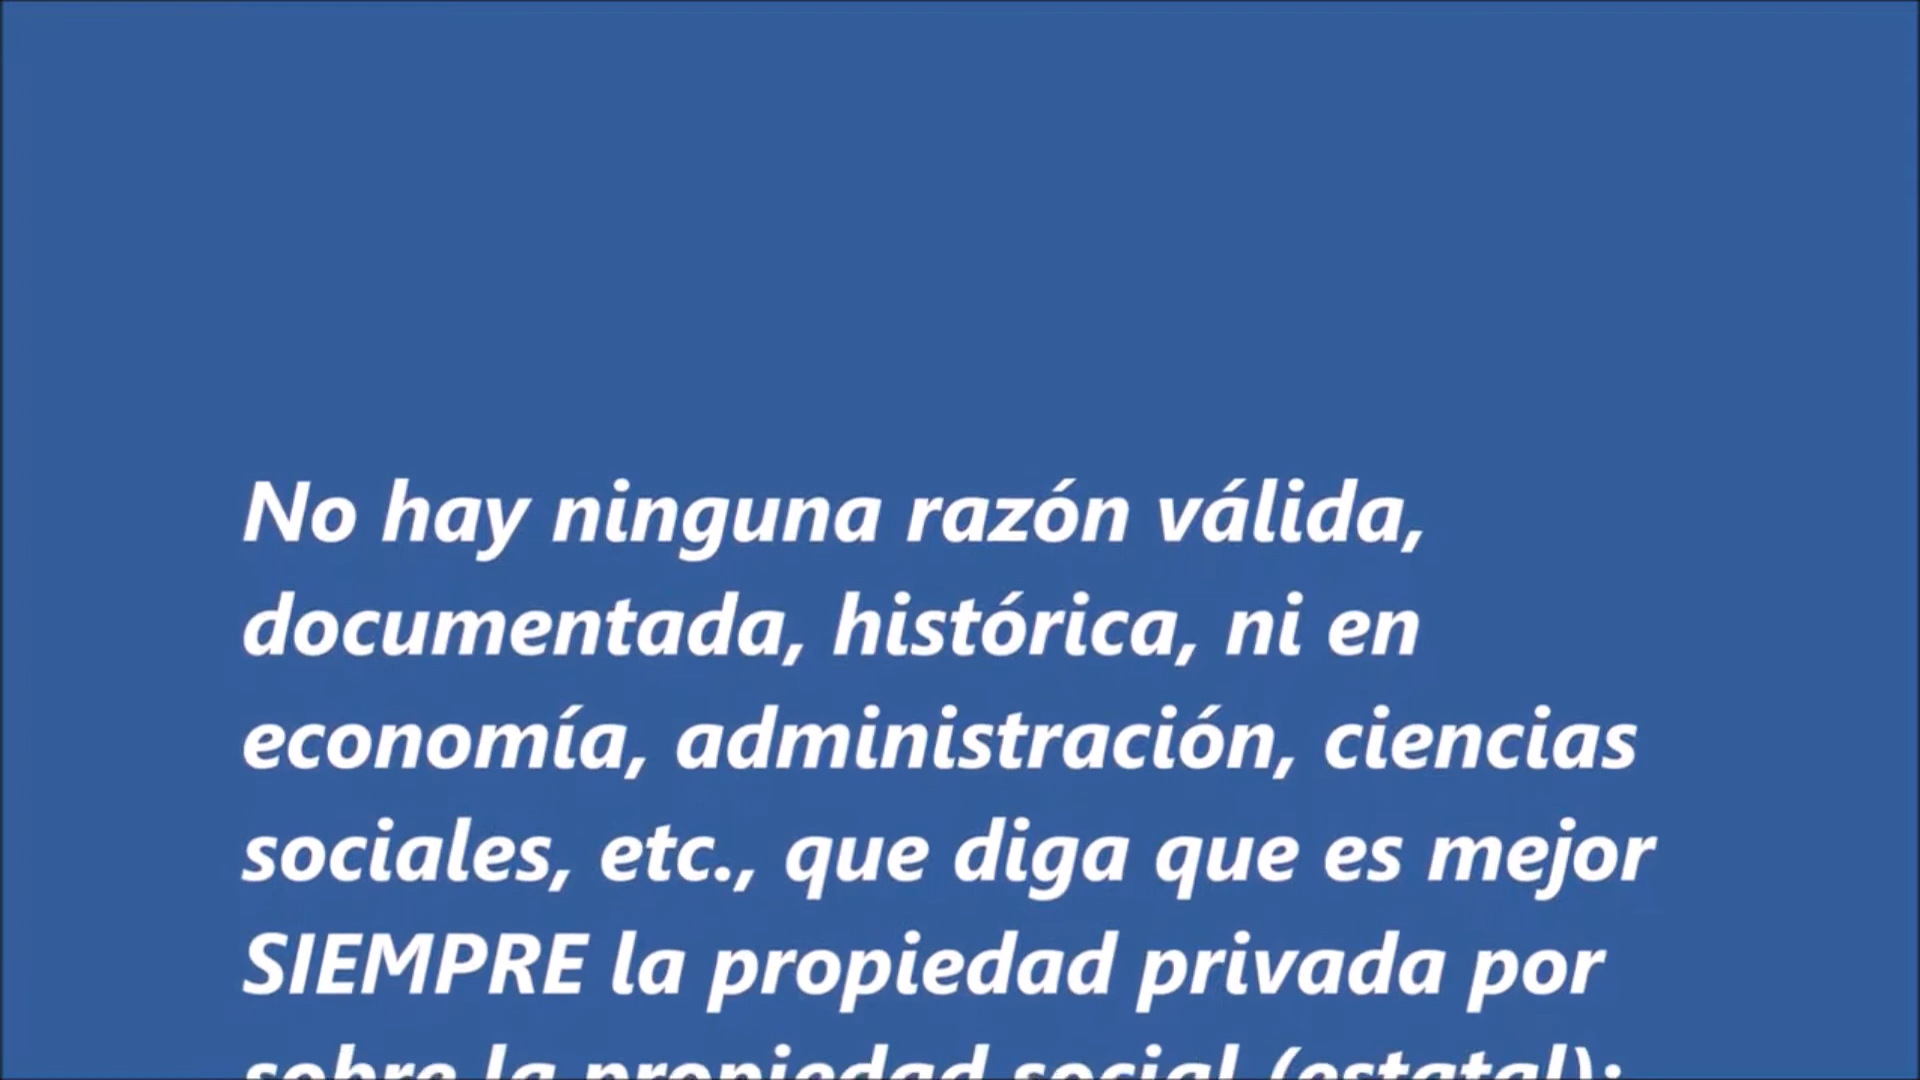 No hay ninguna razón válida,
documentada, histórica, ni en
economía, administración, ciencias
sociales, etc., que diga que es mejor
SIEMPRE la propiedad privada por
sobre la propiedad social (estatal);